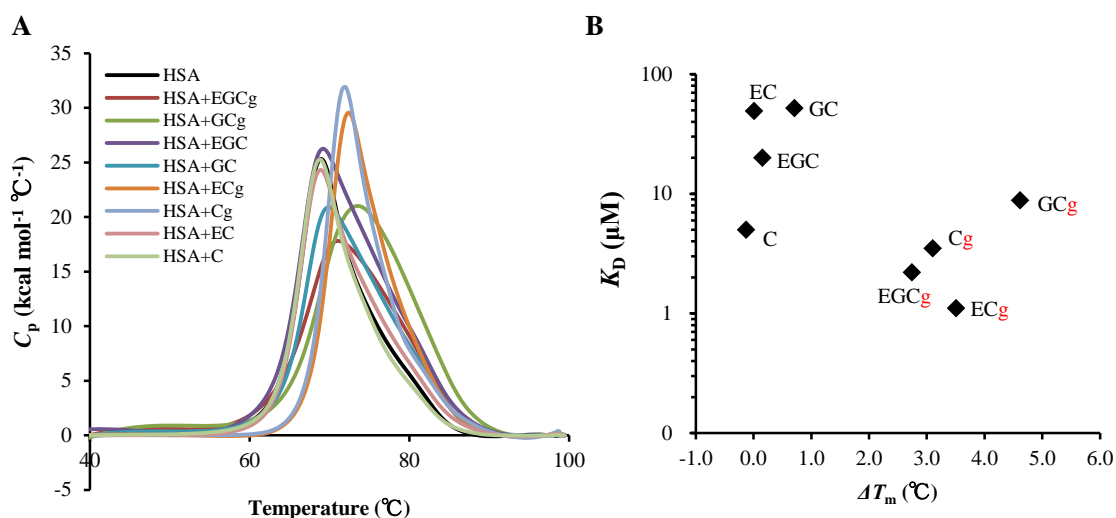 A
B
35
30
25
20
15
10
5
0
-5
40
60
80
100
Cp (kcal mol-1 ℃-1)
Temperature (℃)
HSA
HSA+EGCg
HSA+GCg
HSA+EGC
HSA+GC
HSA+ECg
HSA+Cg
HSA+EC
HSA+C
100
10
1
0
-1.0
0.0
1.0
2.0
3.0
4.0
5.0
6.0
KD (μM)
ΔTm (℃)
EC
GC
EGC
C
GCg
Cg
EGCg
ECg